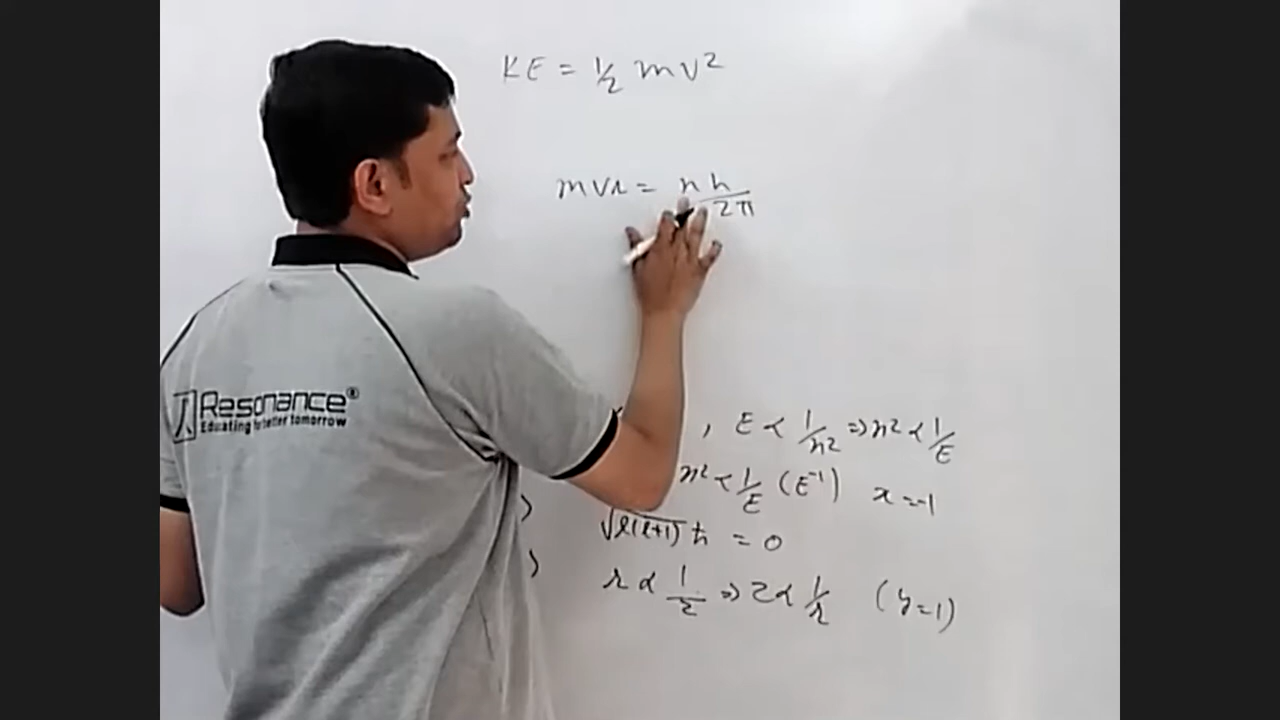 KE = 1/2 mv²
mvr = nh/2π
Resonance®
Educating for better tomorrow
, E ∝ 1/n² ⇒ n² ∝ 1/E
n² ∝ 1/E (E⁻¹) x = -1
) √l(l+1) ħ = 0
) r ∝ 1/z ⇒ z ∝ 1/r (y = 1)